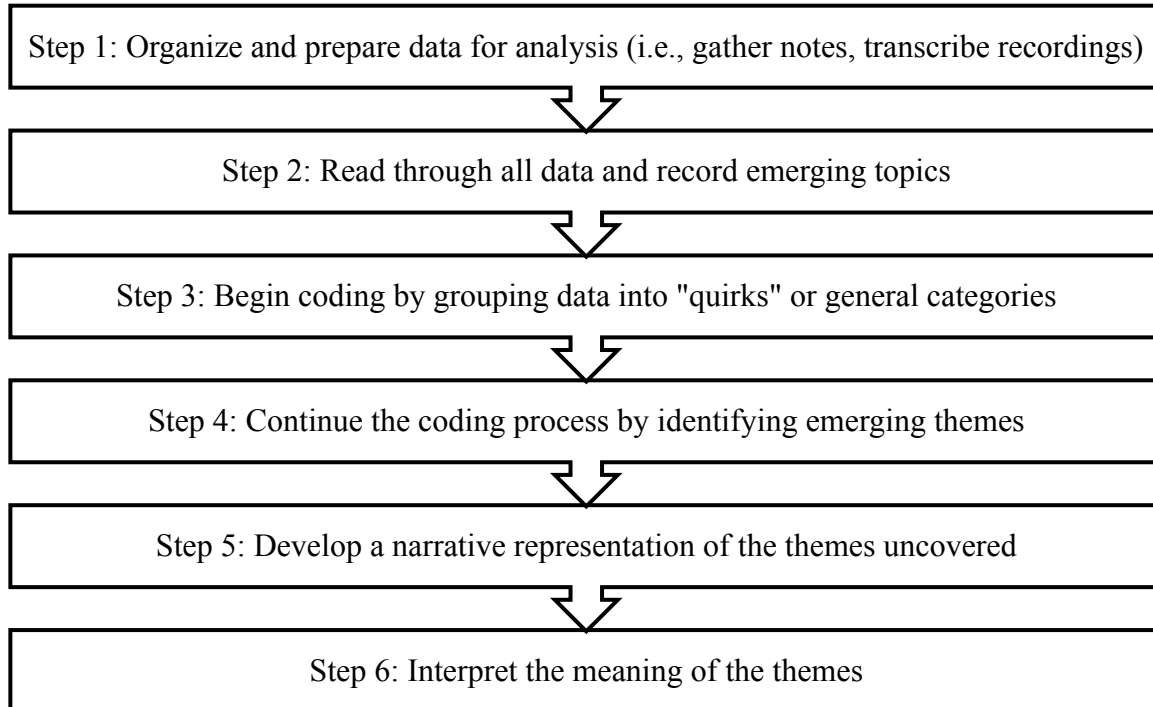 Step 1: Organize and prepare data for analysis (i.e., gather notes, transcribe recordings)
Step 2: Read through all data and record emerging topics
Step 3: Begin coding by grouping data into "quirks" or general categories
Step 4: Continue the coding process by identifying emerging themes
Step 5: Develop a narrative representation of the themes uncovered
Step 6: Interpret the meaning of the themes